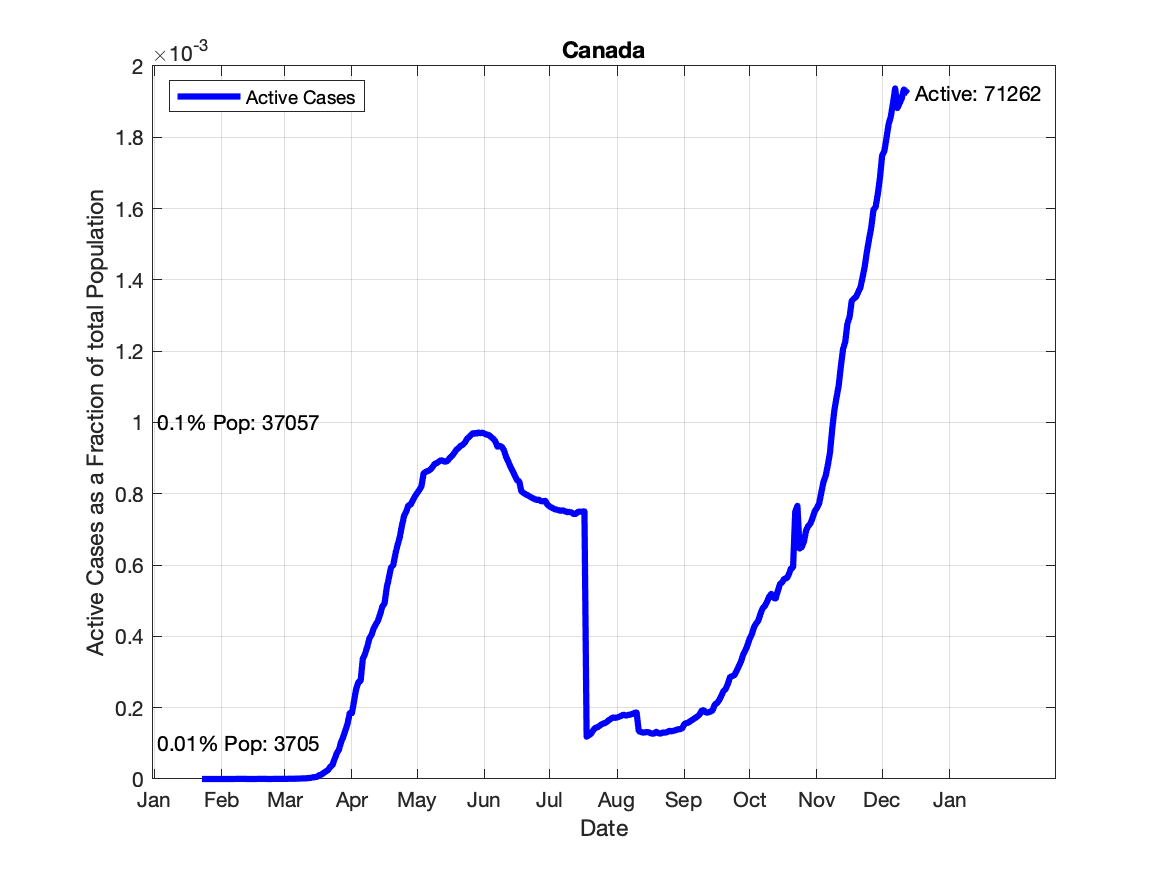 Canada
×10-3
Active Cases
Active: 71262
2
1.8
1.6
1.4
1.2
1
0.8
0.6
0.4
0.2
0
0.1% Pop: 37057
0.01% Pop: 3705
Active Cases as a Fraction of total Population
Jan Feb Mar Apr May Jun Jul Aug Sep Oct Nov Dec Jan
Date